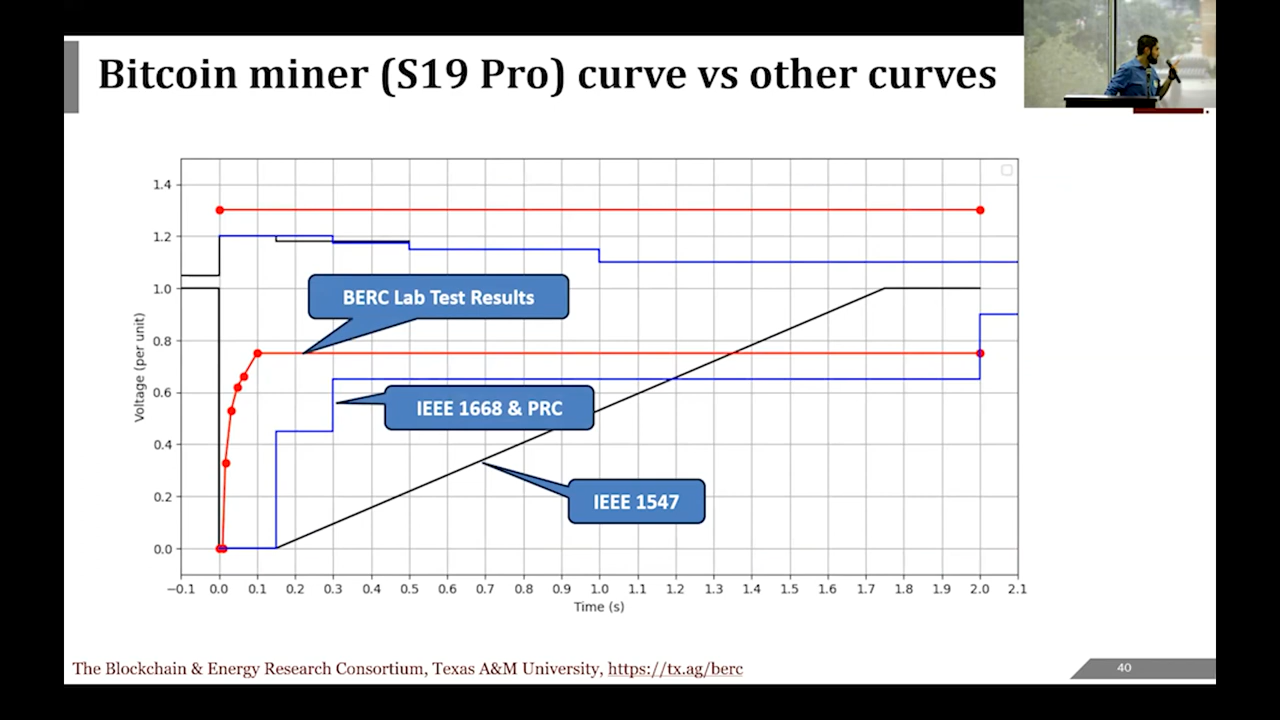 Bitcoin miner (S19 Pro) curve vs other curves
1.4
1.2
1.0
0.8
0.6
0.4
0.2
0.0
Voltage (per unit)
BERC Lab Test Results
IEEE 1668 & PRC
IEEE 1547
−0.1 0.0 0.1 0.2 0.3 0.4 0.5 0.6 0.7 0.8 0.9 1.0 1.1 1.2 1.3 1.4 1.5 1.6 1.7 1.8 1.9 2.0 2.1
Time (s)
The Blockchain & Energy Research Consortium, Texas A&M University, https://tx.ag/berc
40